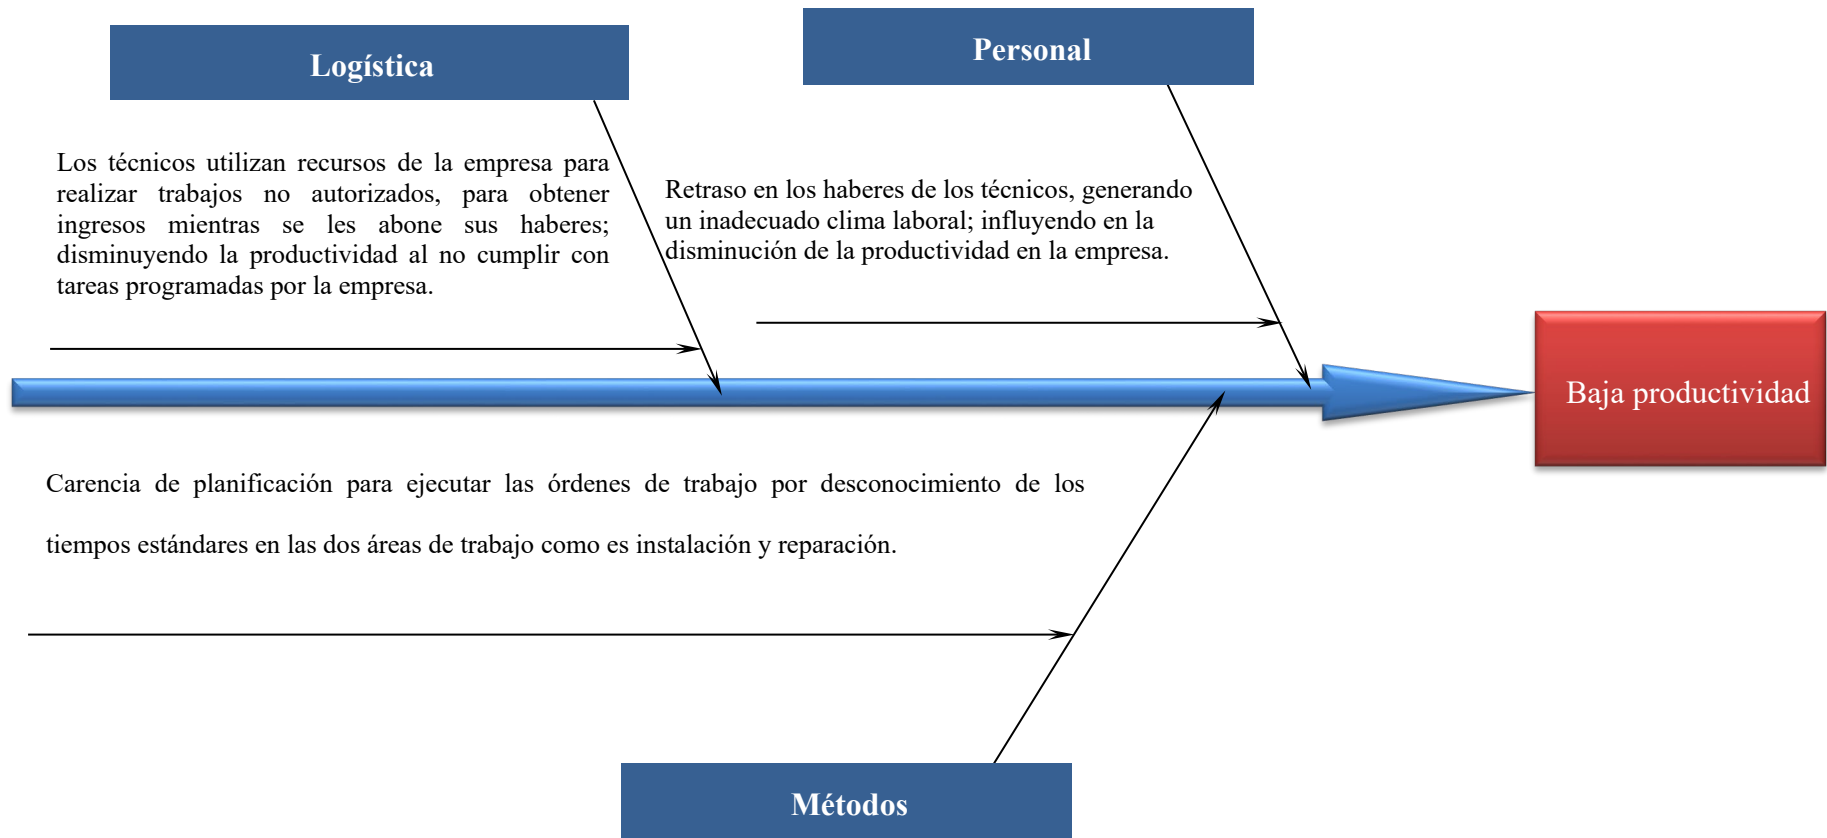 Logística
Personal
Los técnicos utilizan recursos de la empresa para
realizar trabajos no autorizados, para obtener
ingresos mientras se les abone sus haberes;
disminuyendo la productividad al no cumplir con
tareas programadas por la empresa.
Retraso en los haberes de los técnicos, generando
un inadecuado clima laboral; influyendo en la
disminución de la productividad en la empresa.
Baja productividad
Carencia de planificación para ejecutar las órdenes de trabajo por desconocimiento de los
tiempos estándares en las dos áreas de trabajo como es instalación y reparación.
Métodos